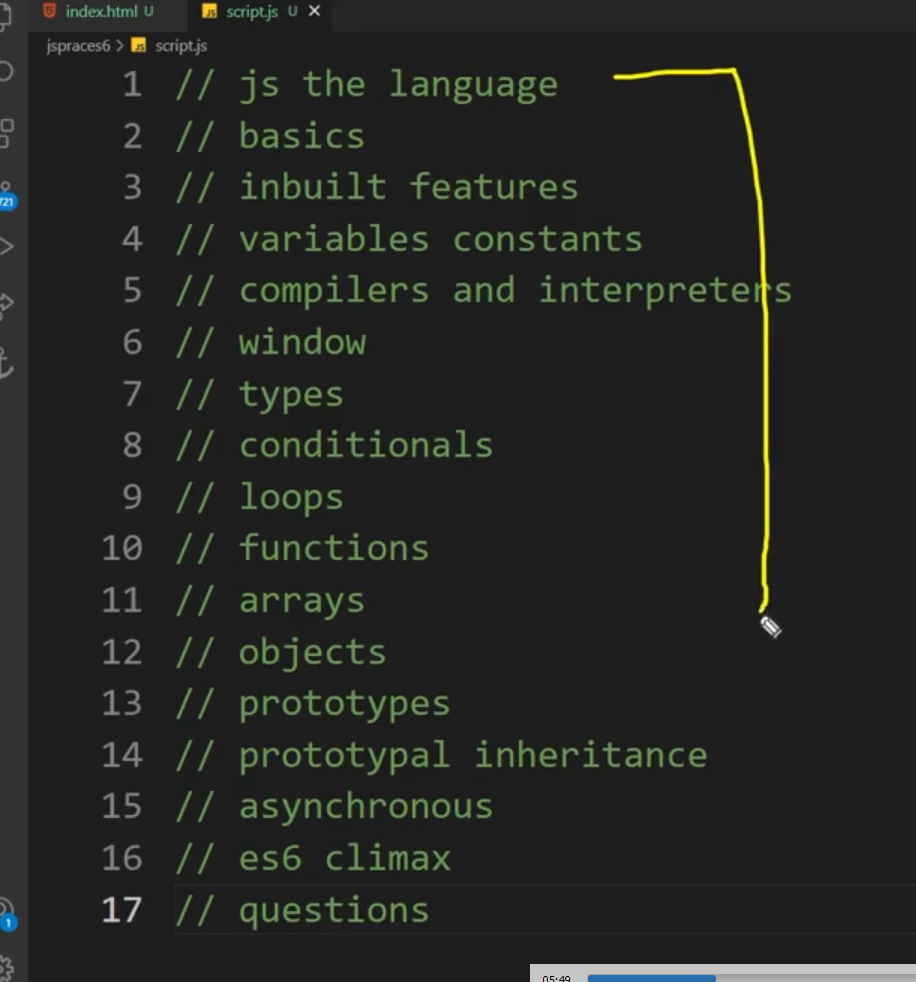 index.html U script.js U
jspraces6 > script.js
1 // js the language
2 // basics
3 // inbuilt features
4 // variables constants
5 // compilers and interpreters
6 // window
7 // types
8 // conditionals
9 // loops
10 // functions
11 // arrays
12 // objects
13 // prototypes
14 // prototypal inheritance
15 // asynchronous
16 // es6 climax
17 // questions
721
1
05:49